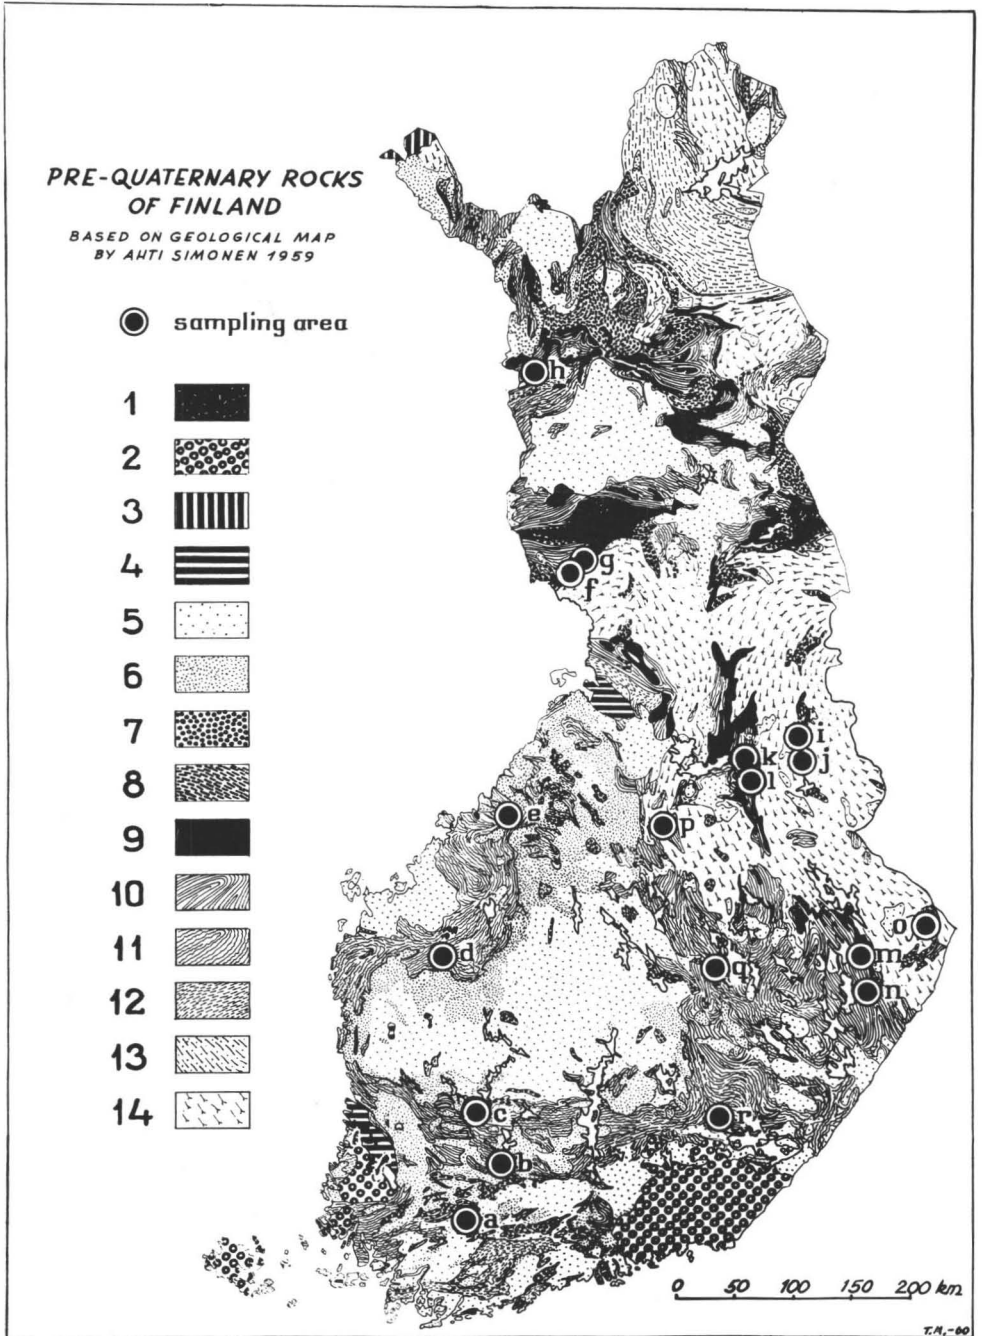 PRE-QUATERNARY ROCKS
OF FINLAND
BASED ON GEOLOGICAL MAP
BY AHTI SIMONEN 1959
sampling area
1
2
3
4
5
6
7
8
9
10
11
12
13
14
h
g
f
i
k
j
l
e
p
o
d
m
q
n
c
r
b
a
0 50 100 150 200 km
T.M.-60